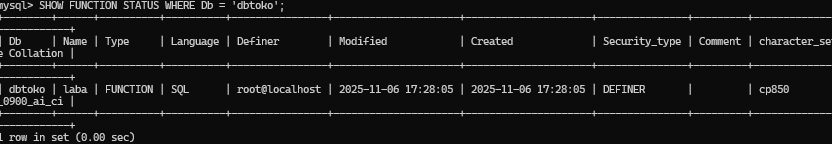 mysql> SHOW FUNCTION STATUS WHERE Db = 'dbtoko';
+--------+------+----------+----------+----------------+---------------------+---------------------+---------------+---------+--------------
------------+
| Db | Name | Type | Language | Definer | Modified | Created | Security_type | Comment | character_se
e Collation |
+--------+------+----------+----------+----------------+---------------------+---------------------+---------------+---------+--------------
------------+
| dbtoko | laba | FUNCTION | SQL | root@localhost | 2025-11-06 17:28:05 | 2025-11-06 17:28:05 | DEFINER | | cp850
_0900_ai_ci |
+--------+------+----------+----------+----------------+---------------------+---------------------+---------------+---------+--------------
------------+
1 row in set (0.00 sec)